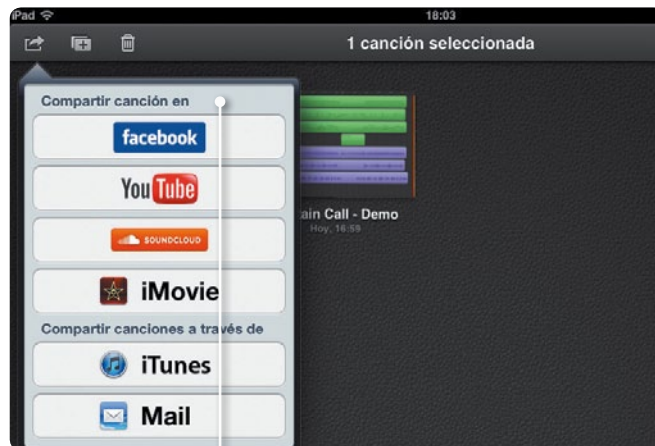 iPad
18:03
1 canción seleccionada
Compartir canción en
facebook
YouTube
SOUNDCLOUD
iMovie
Compartir canciones a través de
iTunes
Mail
Call - Demo
Hoy, 16:59